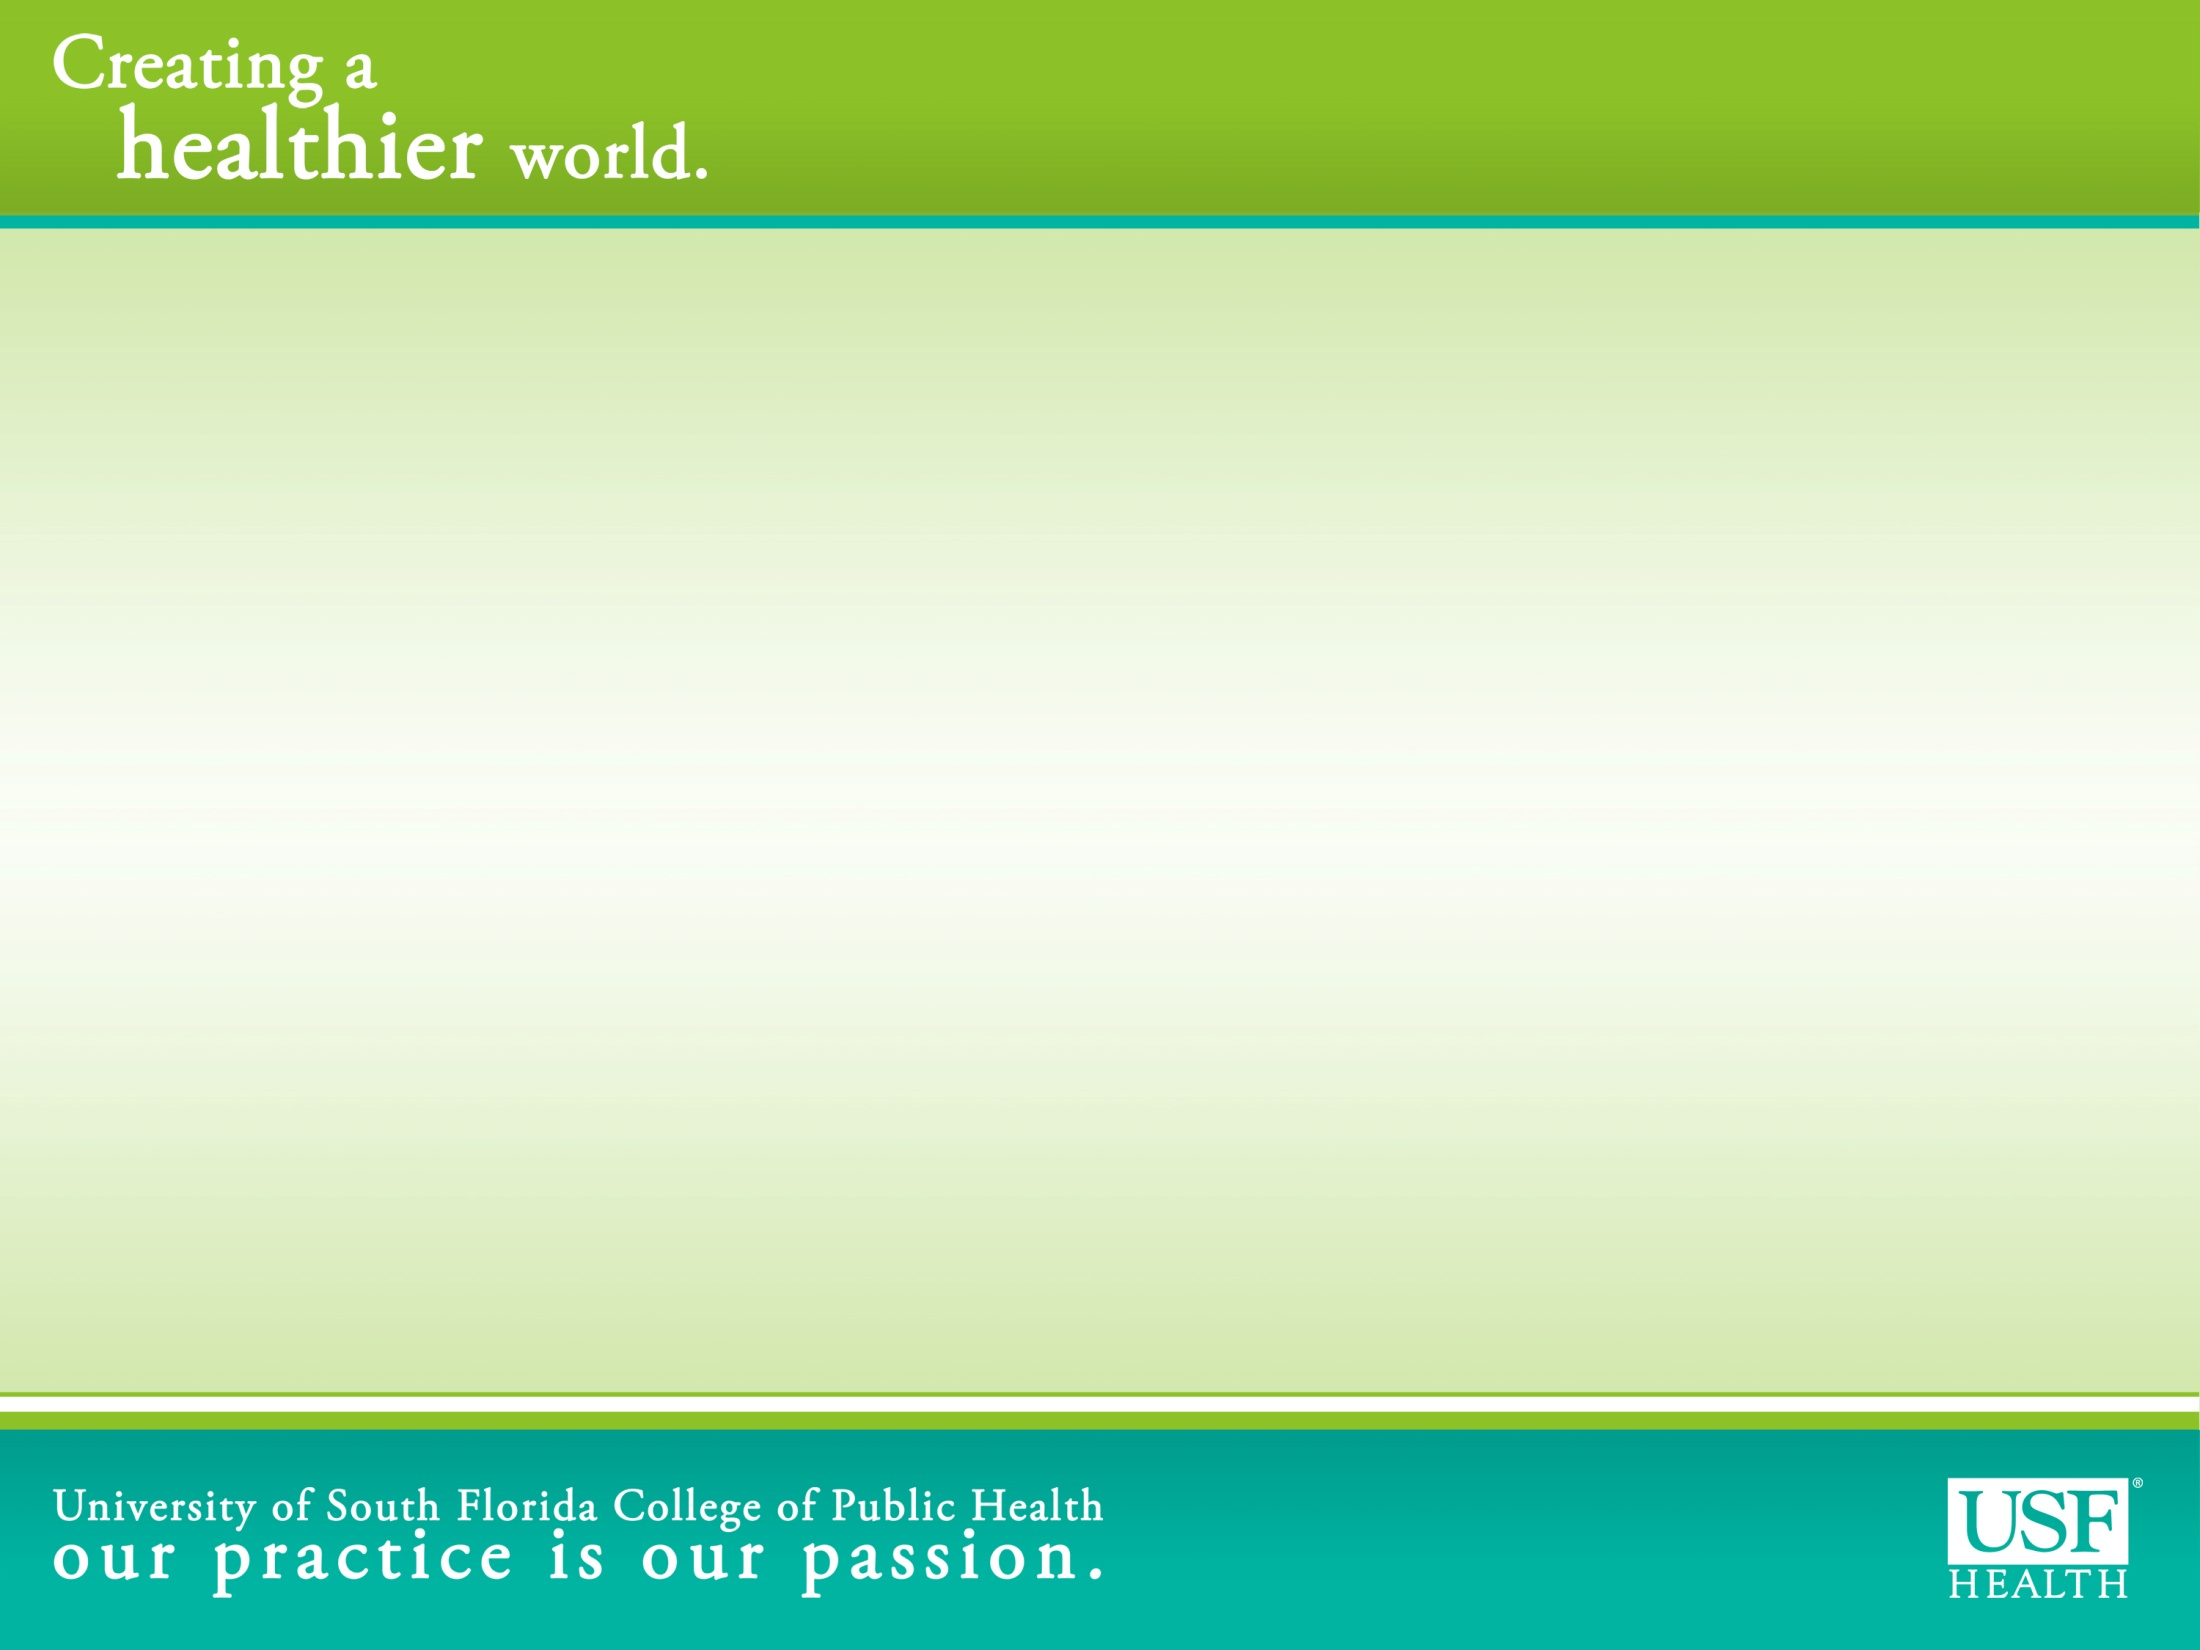 Creating a
healthier world.
University of South Florida College of Public Health
our practice is our passion.
USF®
HEALTH